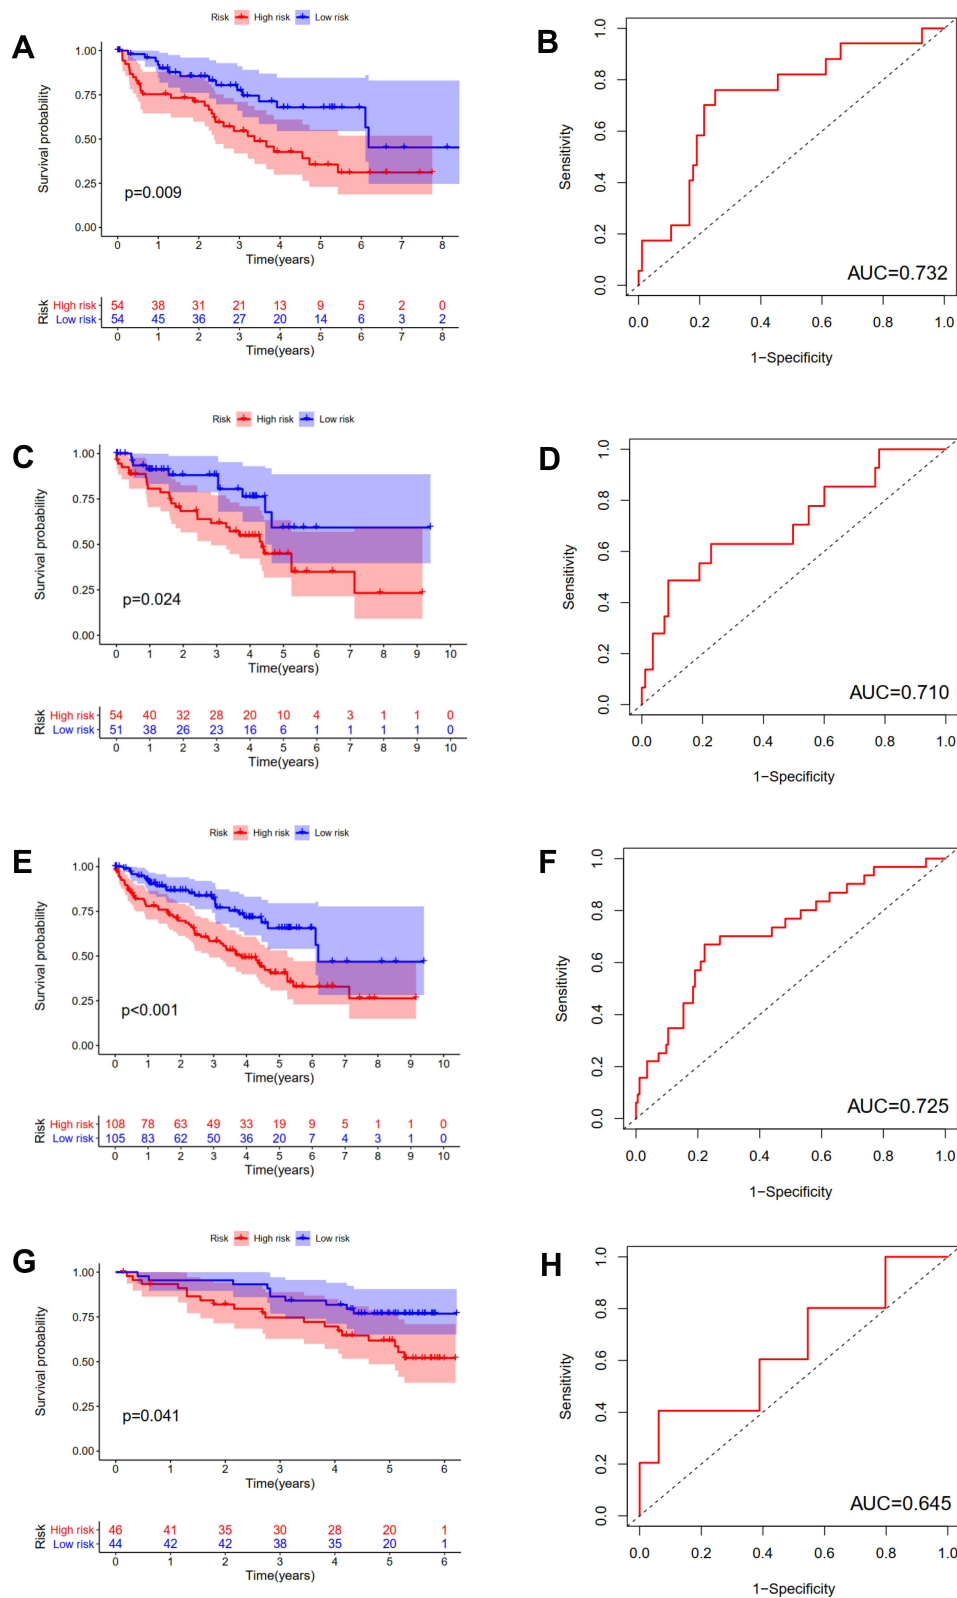 A
Risk High risk Low risk
Survival probability
1.00
0.75
0.50
0.25
0.00
p=0.009
0 1 2 3 4 5 6 7 8
Time(years)
Risk
High risk 54 38 31 21 13 9 5 2 0
Low risk 54 45 36 27 20 14 6 3 2
0 1 2 3 4 5 6 7 8
Time(years)
B
Sensitivity
1.0
0.8
0.6
0.4
0.2
0.0
AUC=0.732
0.0 0.2 0.4 0.6 0.8 1.0
1−Specificity
C
Risk High risk Low risk
Survival probability
1.00
0.75
0.50
0.25
0.00
p=0.024
0 1 2 3 4 5 6 7 8 9 10
Time(years)
Risk
High risk 54 40 32 28 20 10 4 3 1 1 0
Low risk 51 38 26 23 16 6 1 1 1 1 0
0 1 2 3 4 5 6 7 8 9 10
Time(years)
D
Sensitivity
1.0
0.8
0.6
0.4
0.2
0.0
AUC=0.710
0.0 0.2 0.4 0.6 0.8 1.0
1−Specificity
E
Risk High risk Low risk
Survival probability
1.00
0.75
0.50
0.25
0.00
p<0.001
0 1 2 3 4 5 6 7 8 9 10
Time(years)
Risk
High risk 108 78 63 49 33 19 9 5 1 1 0
Low risk 105 83 62 50 36 20 7 4 3 1 0
0 1 2 3 4 5 6 7 8 9 10
Time(years)
F
Sensitivity
1.0
0.8
0.6
0.4
0.2
0.0
AUC=0.725
0.0 0.2 0.4 0.6 0.8 1.0
1−Specificity
G
Risk High risk Low risk
Survival probability
1.00
0.75
0.50
0.25
0.00
p=0.041
0 1 2 3 4 5 6
Time(years)
Risk
High risk 46 41 35 30 28 20 1
Low risk 44 42 42 38 35 20 1
0 1 2 3 4 5 6
Time(years)
H
Sensitivity
1.0
0.8
0.6
0.4
0.2
0.0
AUC=0.645
0.0 0.2 0.4 0.6 0.8 1.0
1−Specificity